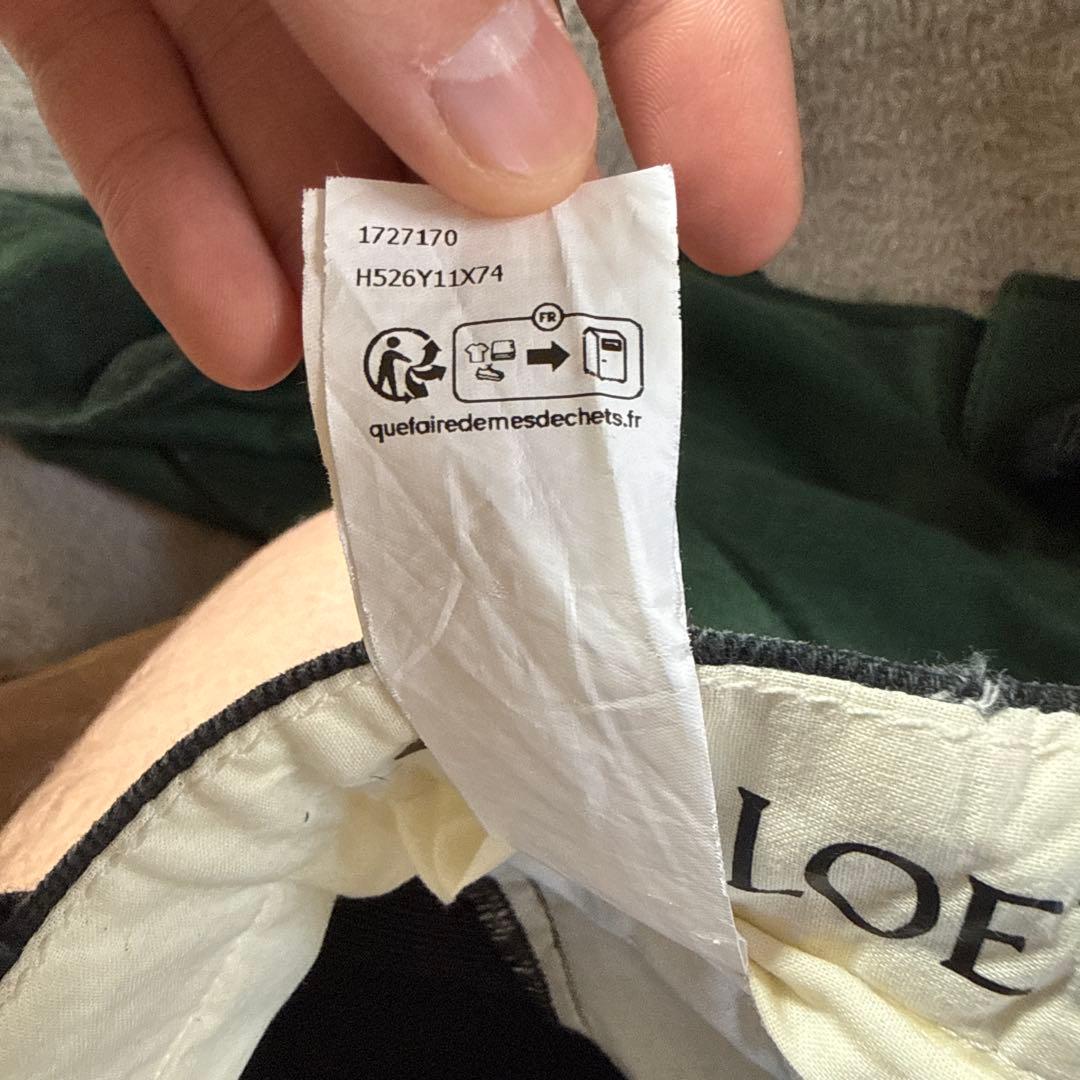 1727170
H526Y11X74
FR
quefairedemesdechets.fr
LOE